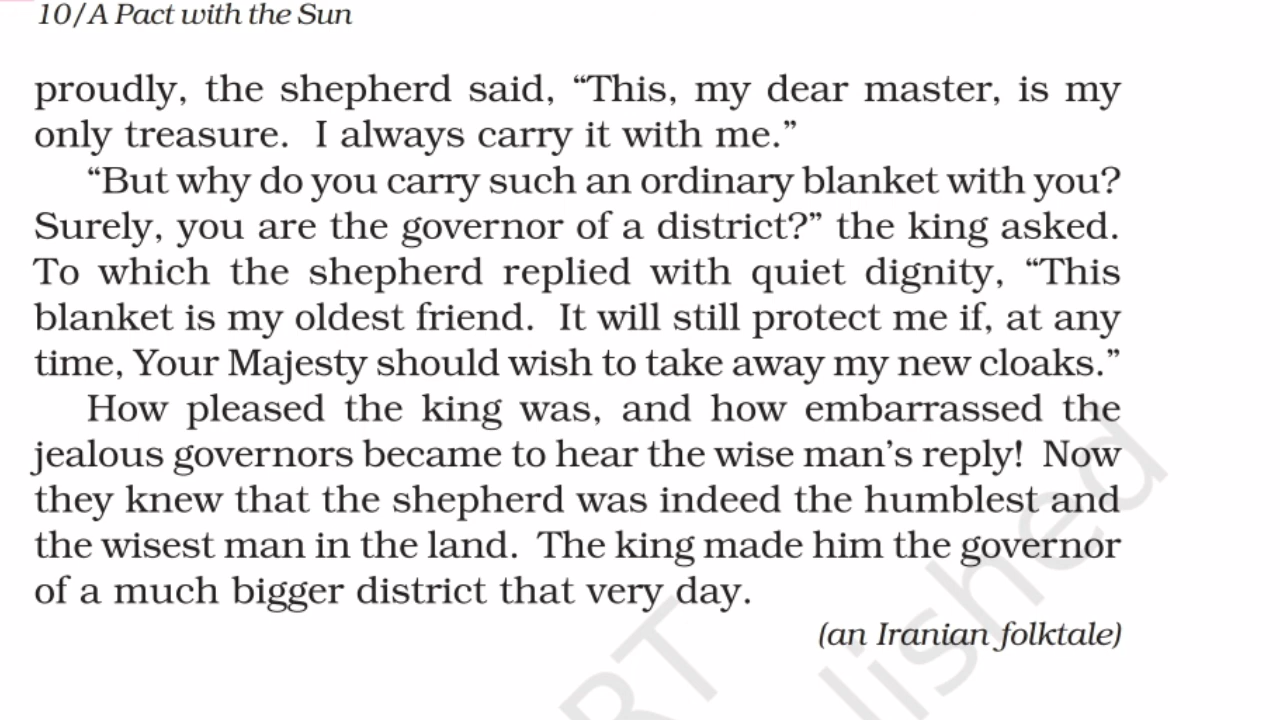 10/A Pact with the Sun
proudly, the shepherd said, “This, my dear master, is my
only treasure. I always carry it with me.”
“But why do you carry such an ordinary blanket with you?
Surely, you are the governor of a district?” the king asked.
To which the shepherd replied with quiet dignity, “This
blanket is my oldest friend. It will still protect me if, at any
time, Your Majesty should wish to take away my new cloaks.”
How pleased the king was, and how embarrassed the
jealous governors became to hear the wise man’s reply! Now
they knew that the shepherd was indeed the humblest and
the wisest man in the land. The king made him the governor
of a much bigger district that very day.
(an Iranian folktale)
RT
lished